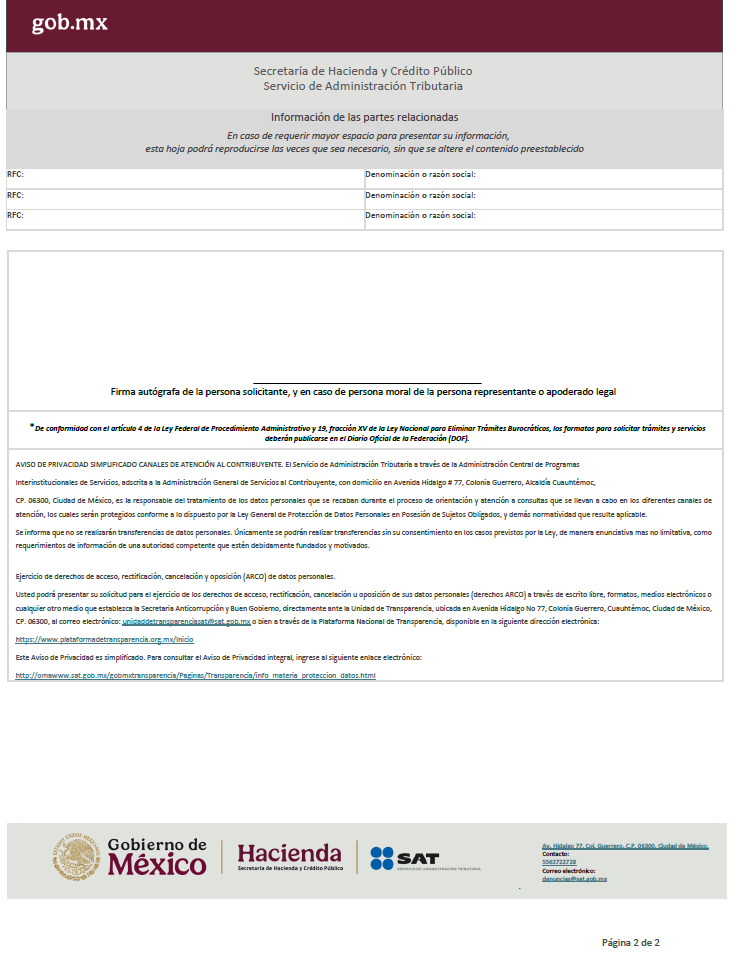 gob.mx
Secretaría de Hacienda y Crédito Público
Servicio de Administración Tributaria
Información de las partes relacionadas
En caso de requerir mayor espacio para presentar su información,
esta hoja podrá reproducirse las veces que sea necesario, sin que se altere el contenido preestablecido
RFC: Denominación o razón social:
RFC: Denominación o razón social:
RFC: Denominación o razón social:
Firma autógrafa de la persona solicitante, y en caso de persona moral de la persona representante o apoderado legal
*De conformidad con el artículo 4 de la Ley Federal de Procedimiento Administrativo y 19, fracción XV de la Ley Nacional para Eliminar Trámites Burocráticos, los formatos para solicitar trámites y servicios
deberán publicarse en el Diario Oficial de la Federación (DOF).
AVISO DE PRIVACIDAD SIMPLIFICADO CANALES DE ATENCIÓN AL CONTRIBUYENTE. El Servicio de Administración Tributaria a través de la Administración Central de Programas
Interinstitucionales de Servicios, adscrita a la Administración General de Servicios al Contribuyente, con domicilio en Avenida Hidalgo # 77, Colonia Guerrero, Alcaldía Cuauhtémoc,
CP. 06300, Ciudad de México, es la responsable del tratamiento de los datos personales que se recaban durante el proceso de orientación y atención a consultas que se llevan a cabo en los diferentes canales de
atención, los cuales serán protegidos conforme a lo dispuesto por la Ley General de Protección de Datos Personales en Posesión de Sujetos Obligados, y demás normatividad que resulte aplicable.
Se informa que no se realizarán transferencias de datos personales. Únicamente se podrán realizar transferencias sin su consentimiento en los casos previstos por la Ley, de manera enunciativa mas no limitativa, como
requerimientos de información de una autoridad competente que estén debidamente fundados y motivados.
Ejercicio de derechos de acceso, rectificación, cancelación y oposición (ARCO) de datos personales.
Usted podrá presentar su solicitud para el ejercicio de los derechos de acceso, rectificación, cancelación u oposición de sus datos personales (derechos ARCO) a través de escrito libre, formatos, medios electrónicos o
cualquier otro medio que establezca la Secretaría Anticorrupción y Buen Gobierno, directamente ante la Unidad de Transparencia, ubicada en Avenida Hidalgo No 77, Colonia Guerrero, Cuauhtémoc, Ciudad de México,
CP. 06300, al correo electrónico: unidaddetransparenciasat@sat.gob.mx o bien a través de la Plataforma Nacional de Transparencia, disponible en la siguiente dirección electrónica:
https://www.plataformadetransparencia.org.mx/Inicio
Este Aviso de Privacidad es simplificado. Para consultar el Aviso de Privacidad integral, ingrese al siguiente enlace electrónico:
http://omawww.sat.gob.mx/gobmxtransparencia/Paginas/Transparencia/info_materia_proteccion_datos.html
Gobierno de
México
Hacienda
Secretaría de Hacienda y Crédito Público
SAT
SERVICIO DE ADMINISTRACIÓN TRIBUTARIA
Av. Hidalgo 77, Col. Guerrero, C.P. 06300, Ciudad de México.
Contacto:
5562722728
Correo electrónico:
denuncias@sat.gob.mx
Página 2 de 2